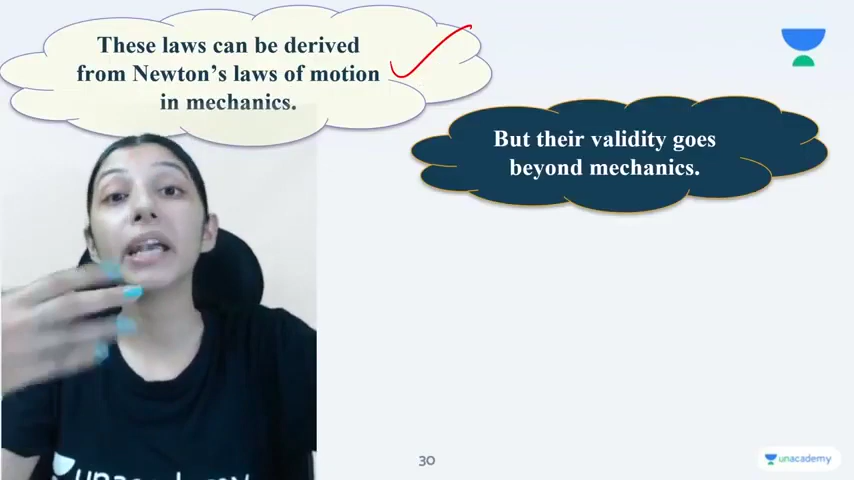 These laws can be derived
from Newton's laws of motion
in mechanics.
But their validity goes
beyond mechanics.
unacademy
30
unacademy